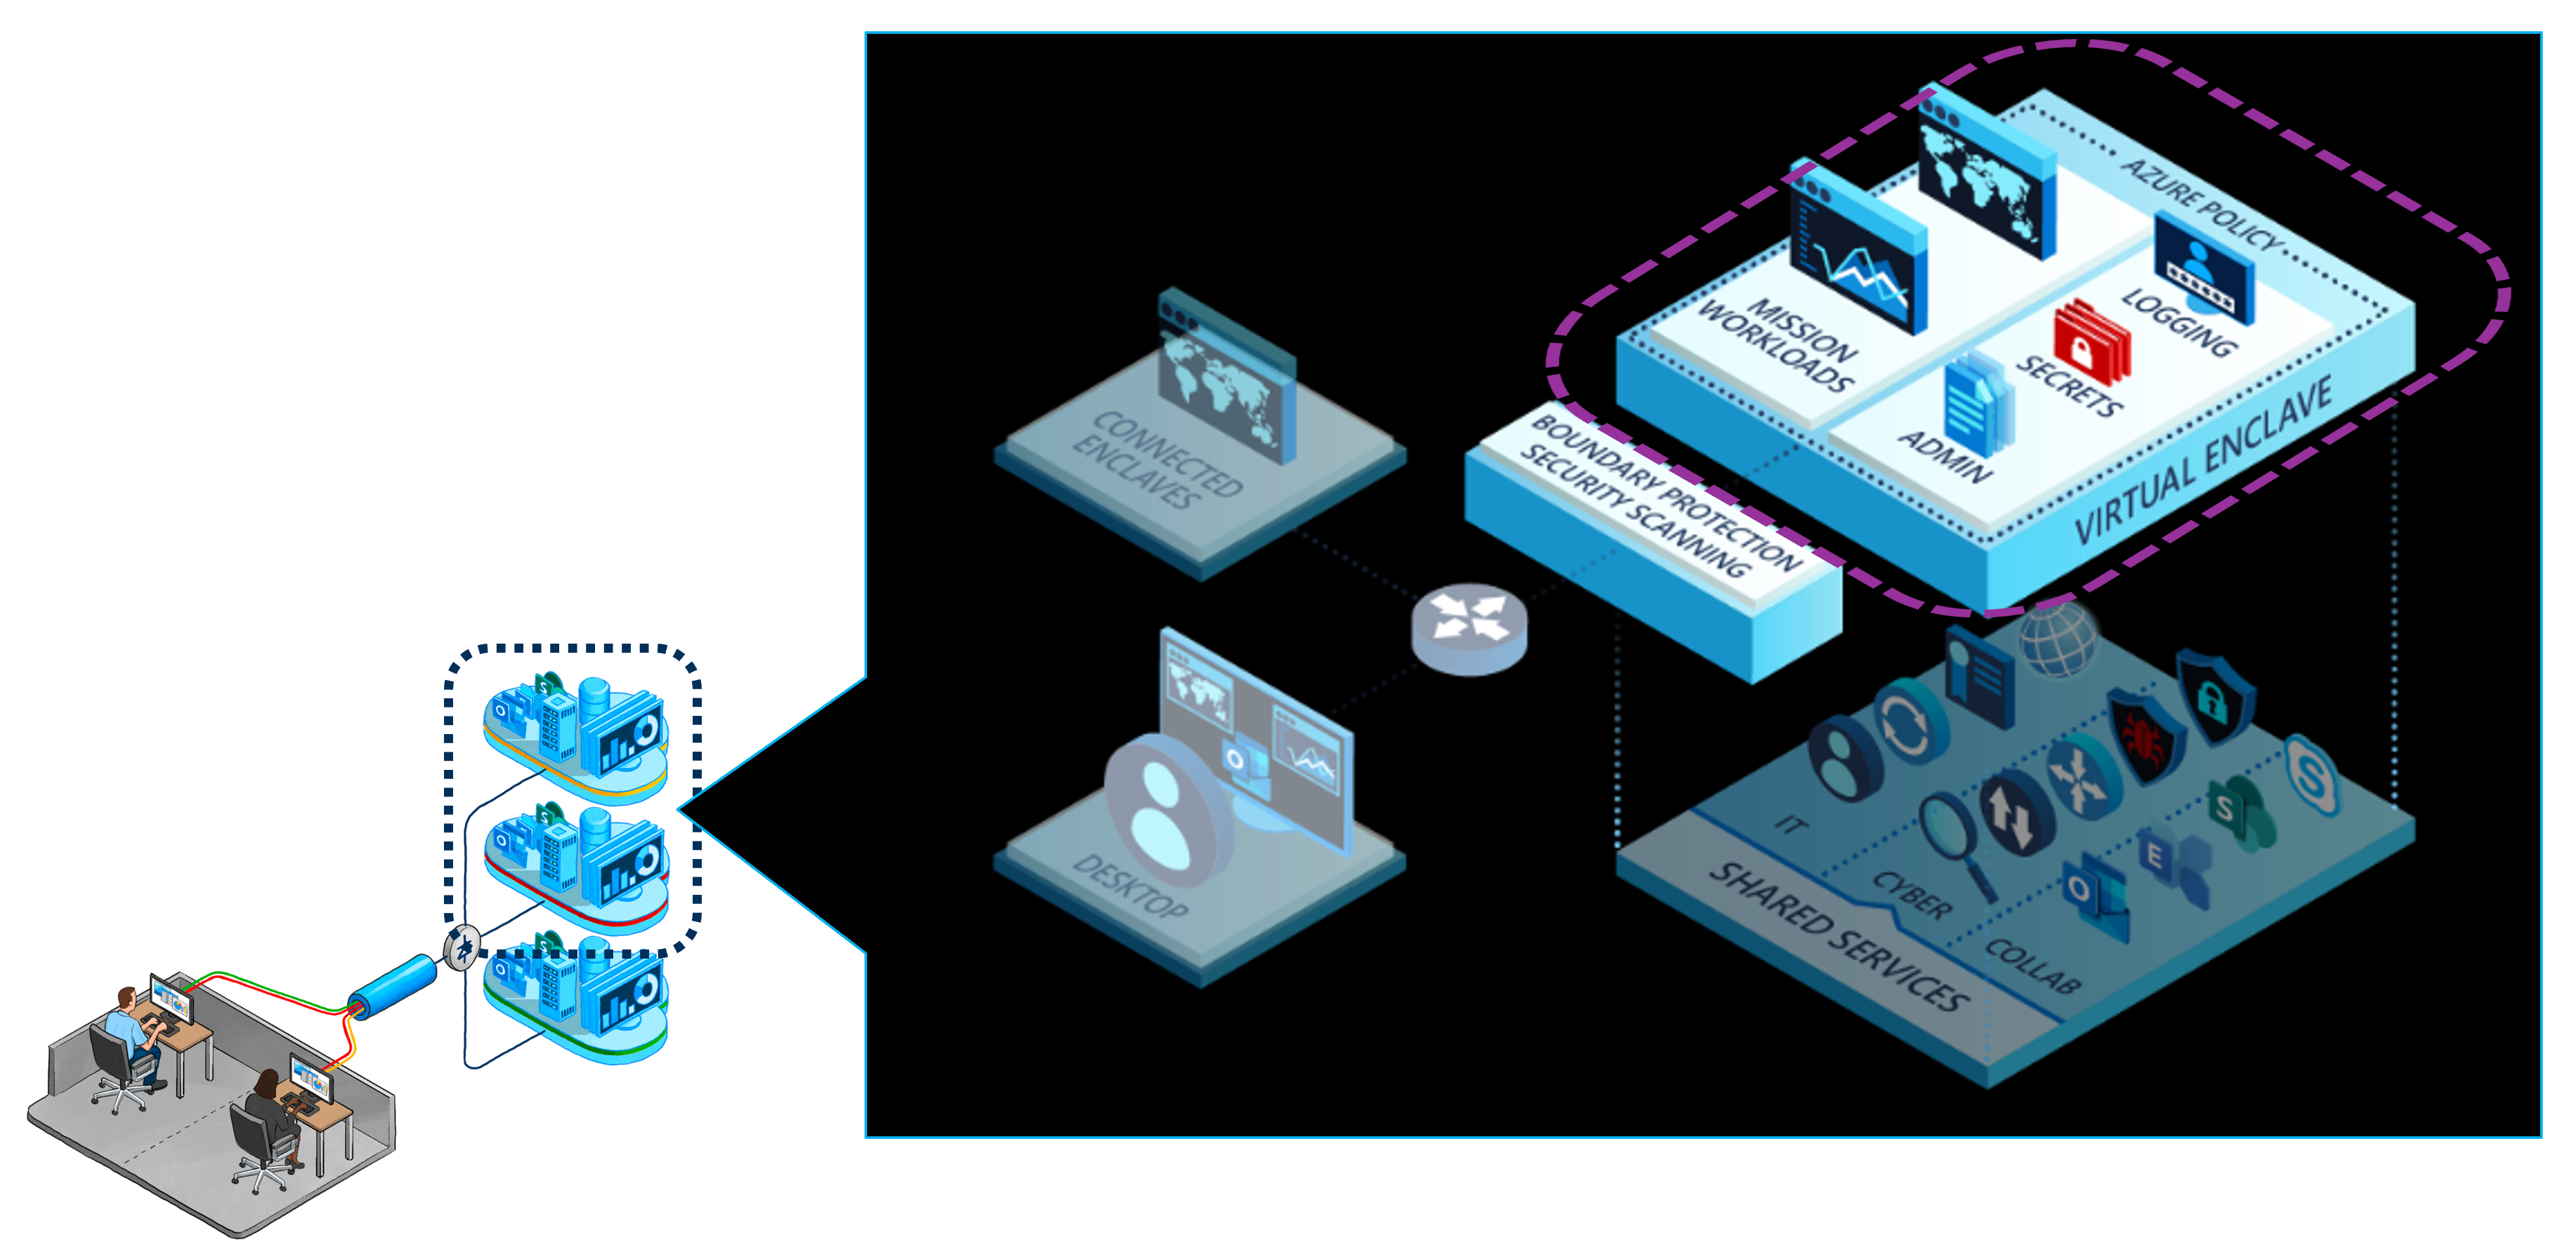 AZURE POLICY
MISSION
WORKLOADS
LOGGING
SECRETS
ADMIN
VIRTUAL ENCLAVE
BOUNDARY PROTECTION
SECURITY SCANNING
CONNECTED
ENCLAVES
DESKTOP
IT
CYBER
COLLAB
SHARED SERVICES
S
S
E
O
O
S
O
S
O
S
O